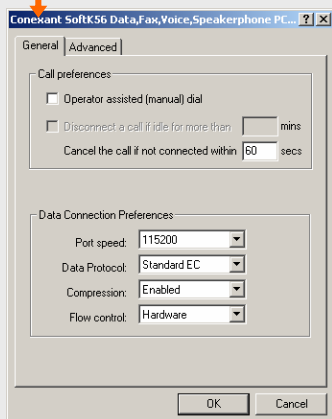 Conexant SoftK56 Data,Fax,Voice,Speakerphone PC...
General Advanced
Call preferences
Operator assisted (manual) dial
Disconnect a call if idle for more than mins
Cancel the call if not connected within 60 secs
Data Connection Preferences
Port speed: 115200
Data Protocol: Standard EC
Compression: Enabled
Flow control: Hardware
OK Cancel